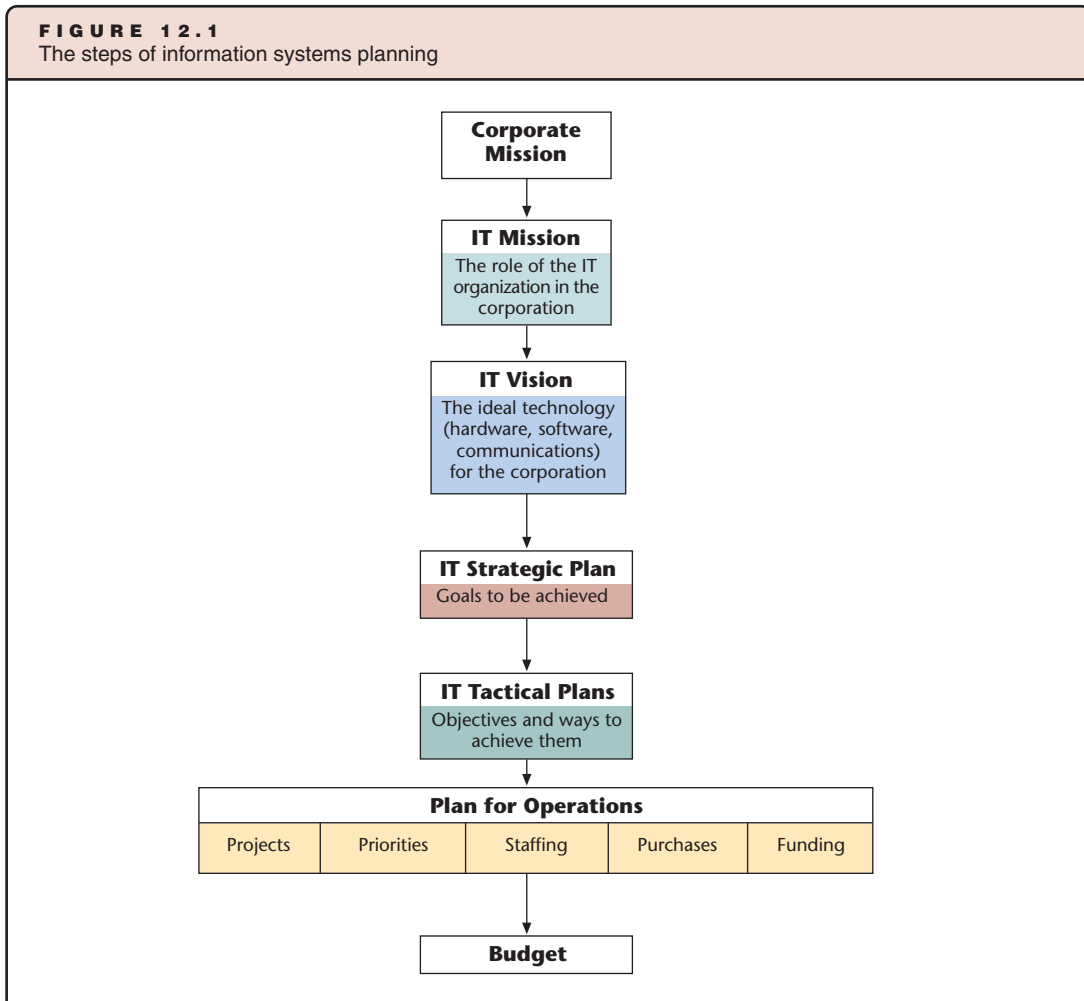 FIGURE 12.1
The steps of information systems planning
Corporate
Mission
IT Mission
The role of the IT
organization in the
corporation
IT Vision
The ideal technology
(hardware, software,
communications)
for the corporation
IT Strategic Plan
Goals to be achieved
IT Tactical Plans
Objectives and ways to
achieve them
Plan for Operations
Projects Priorities Staffing Purchases Funding
Budget